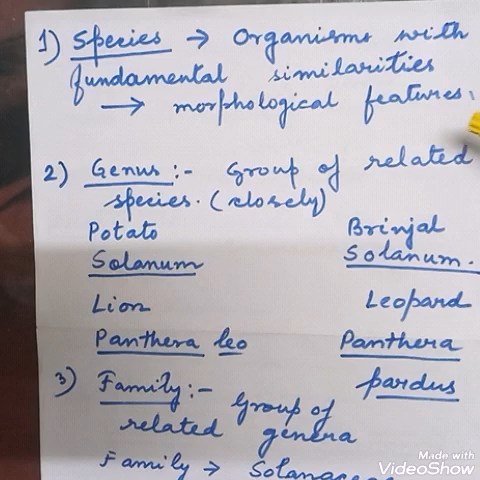 1) Species → Organisms with
fundamental similarities
→ morphological features.
2) Genus :- Group of related
species. (closely)
Potato Brinjal
Solanum Solanum.
Lion Leopard
Panthera leo Panthera
pardus
3) Family :- Group of
related genera
Family →
Made with
VideoShow